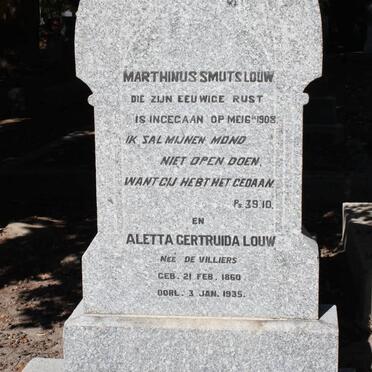 MARTHINUS SMUTS LOUW
DIE ZIJN EEUWIGE RUST
IS INGEGAAN OP MEI 6DE 1908.
IK SAL MIJNEN MOND
NIET OPEN DOEN,
WANT GIJ HEBT HET GEDAAN.
Ps 39.10.
EN
ALETTA GERTRUIDA LOUW
NEE DE VILLIERS
GEB. 21 FEB. 1860
OORL. 3 JAN. 1935.